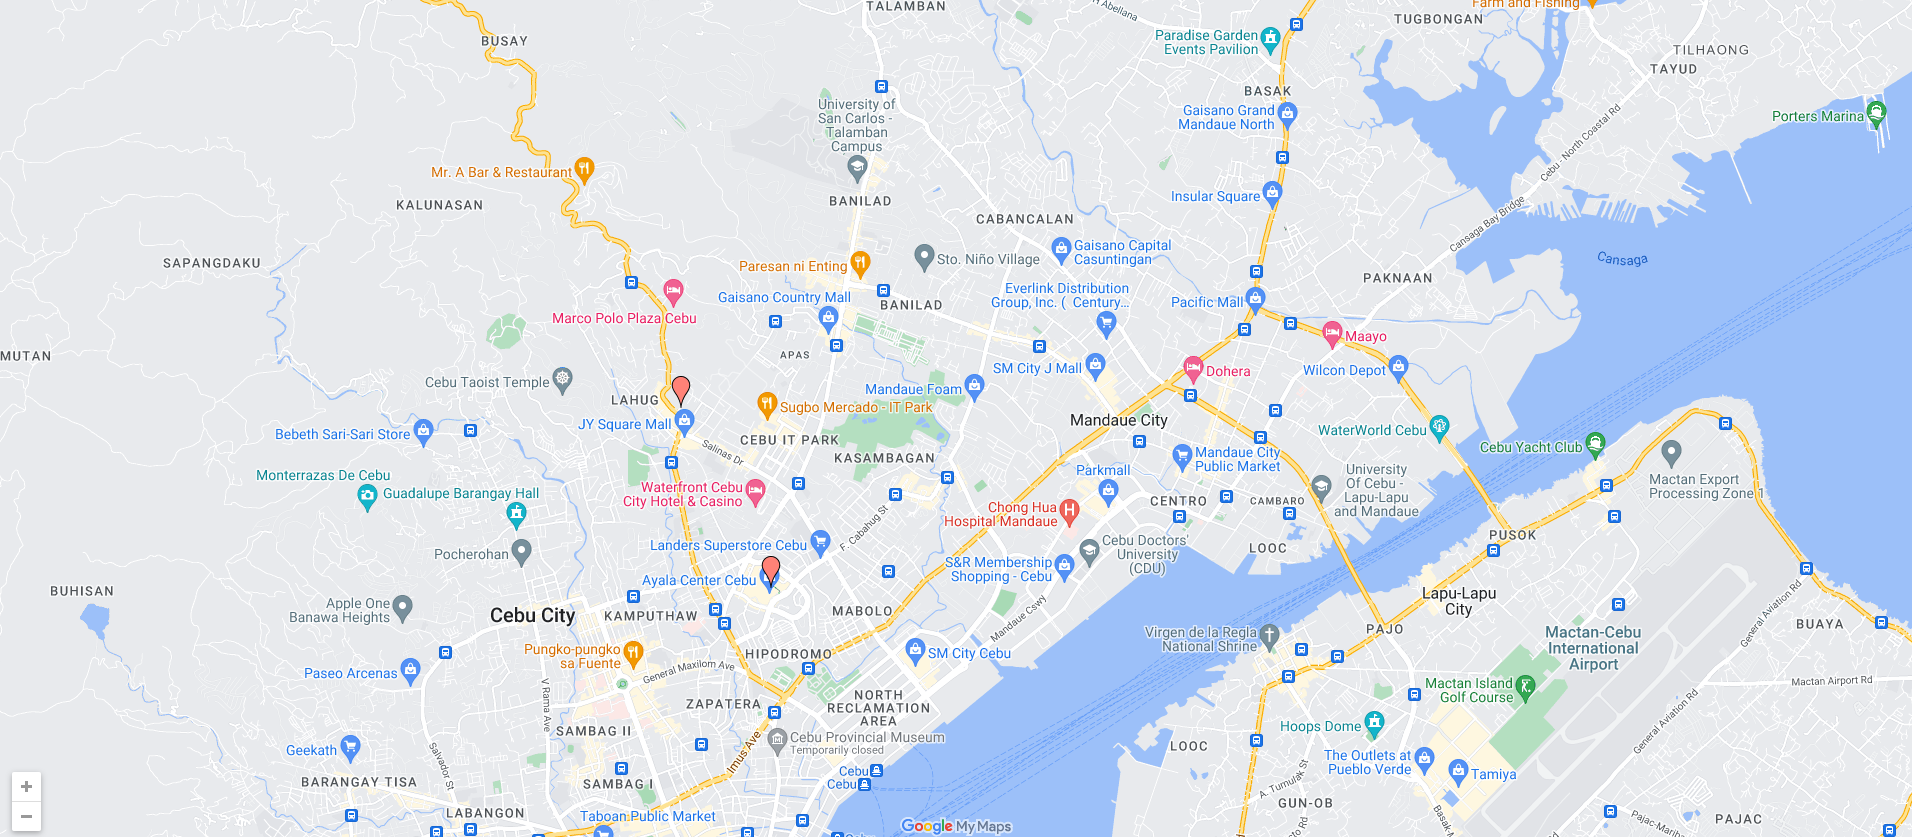 TALAMBAN
Abellana
TUGBONGAN
Farm and Fishing
BUSAY
Paradise Garden
Events Pavilion
TILHAONG
TAYUD
BASAK
University of
San Carlos -
Talamban
Campus
Gaisano Grand
Mandaue North
Porters Marina
Cebu - North Coastal Rd
Mr. A Bar & Restaurant
KALUNASAN
BANILAD
Insular Square
CABANCALAN
Cansaga Bay Bridge
SAPANGDAKU
Paresan ni Enting
Sto. Niño Village
Gaisano Capital
Casuntingan
Cansaga
PAKNAAN
Gaisano Country Mall
BANILAD
Everlink Distribution
Group, Inc. ( Century...
Pacific Mall
Marco Polo Plaza Cebu
Maayo
MUTAN
APAS
SM City J Mall
Dohera
Wilcon Depot
Cebu Taoist Temple
Mandaue Foam
LAHUG
Sugbo Mercado - IT Park
JY Square Mall
Mandaue City
Bebeth Sari-Sari Store
WaterWorld Cebu
CEBU IT PARK
Salinas Dr
Cebu Yacht Club
KASAMBAGAN
Mandaue City
Public Market
Monterrazas De Cebu
Parkmall
University
Of Cebu -
Lapu-Lapu
and Mandaue
Mactan Export
Processing Zone 1
Guadalupe Barangay Hall
Waterfront Cebu
City Hotel & Casino
CENTRO
CAMBARO
Chong Hua
Hospital Mandaue
F. Cabahug St
PUSOK
Landers Superstore Cebu
Cebu Doctors'
University
(CDU)
LOOC
Pocherohan
S&R Membership
Shopping - Cebu
Ayala Center Cebu
BUHISAN
Lapu-Lapu
City
General Aviation Rd
Apple One
Banawa Heights
Cebu City
KAMPUTHAW
MABOLO
Mandaue Cswy
BUAYA
Virgen de la Regla
National Shrine
PAJO
Mactan-Cebu
International
Airport
Pungko-pungko
sa Fuente
HIPODROMO
SM City Cebu
Paseo Arcenas
General Maxilom Ave
Mactan Airport Rd
Mactan Island
Golf Course
V Rama Ave
ZAPATERA
NORTH
RECLAMATION
AREA
General Aviation Rd
Hoops Dome
SAMBAG II
Cebu Provincial Museum
Temporarily closed
Imus Ave
LOOC
Geekath
Salvador St
The Outlets at
Pueblo Verde
Cebu
Cebu
Tamiya
BARANGAY TISA
SAMBAG I
A. Tumulak St
GUN-OB
LABANGON
Taboan Public Market
Google My Maps
Basak-
Pajac-Maribago
PAJAC